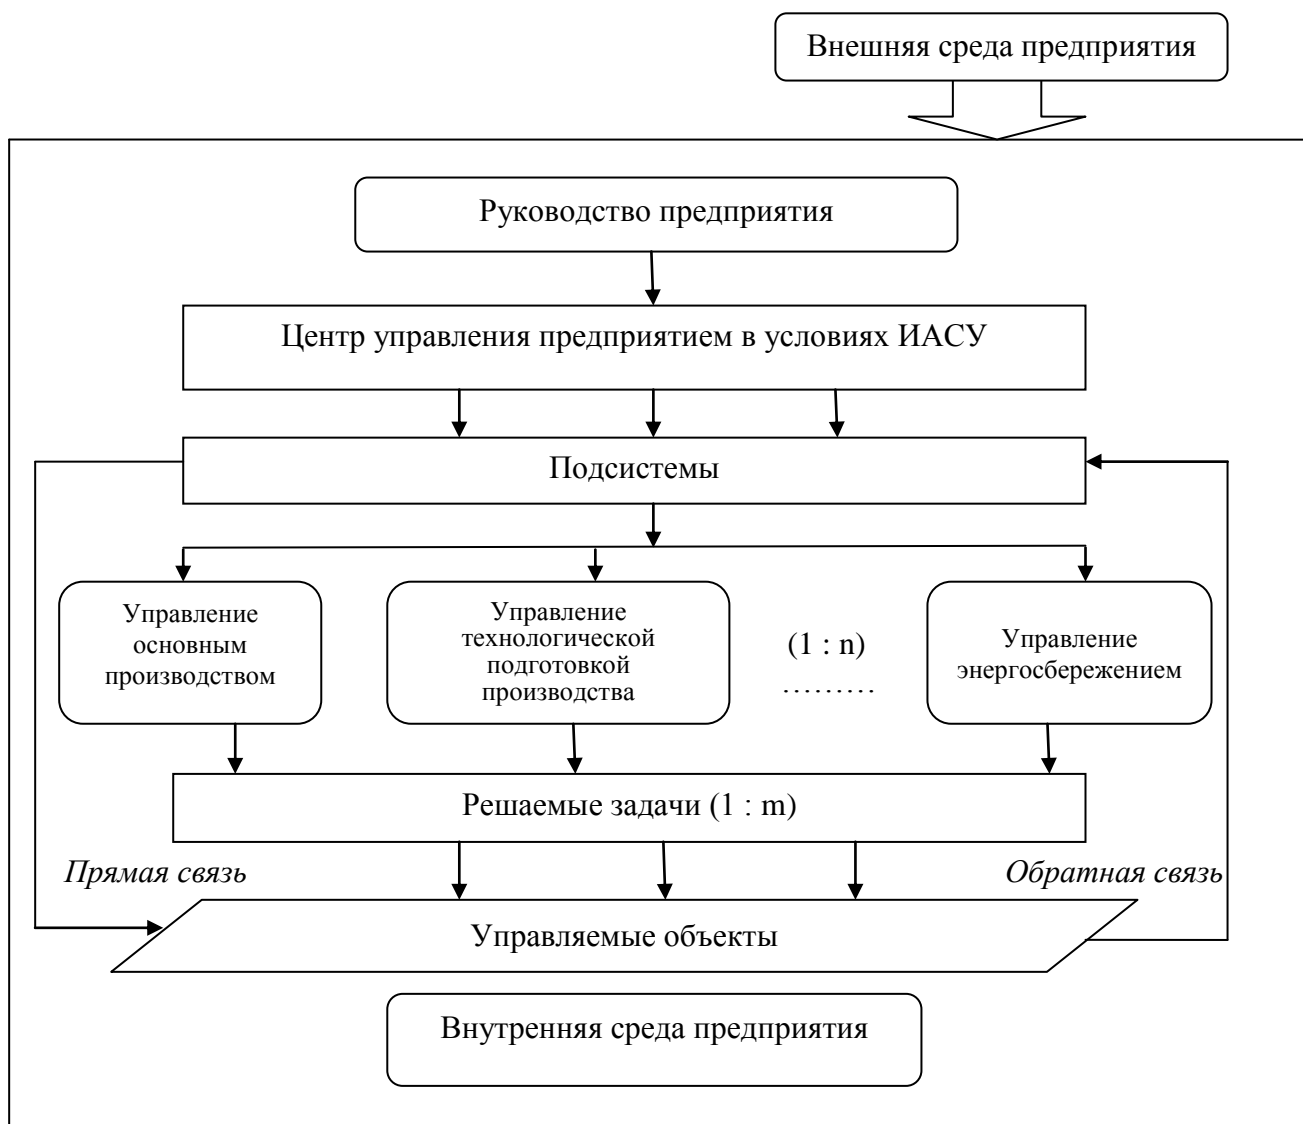 Внешняя среда предприятия
Руководство предприятия
Центр управления предприятием в условиях ИАСУ
Подсистемы
Управление
основным
производством
Управление
технологической
подготовкой
производства
(1 : n)
………
Управление
энергосбережением
Решаемые задачи (1 : m)
Прямая связь
Обратная связь
Управляемые объекты
Внутренняя среда предприятия